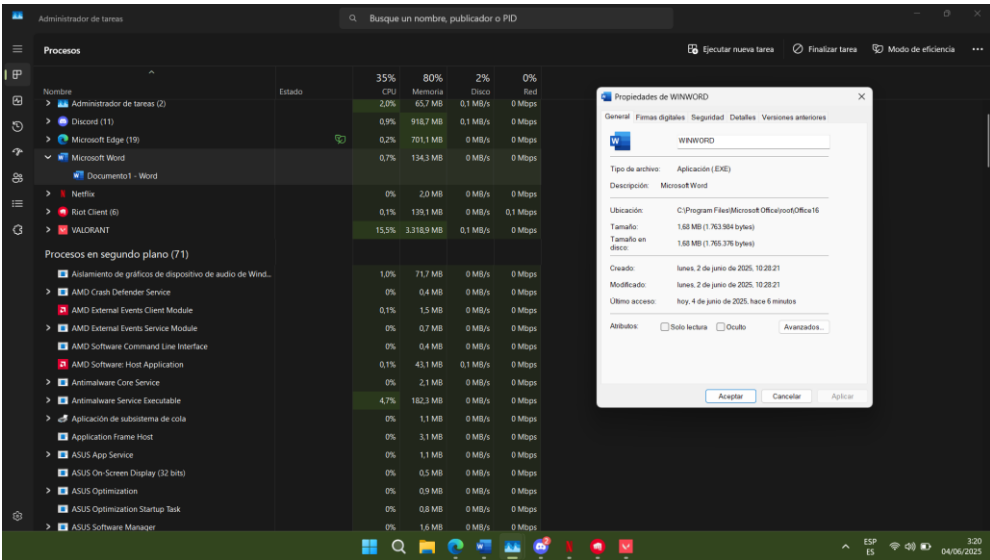 Administrador de tareas
Busque un nombre, publicador o PID
Procesos
Ejecutar nueva tarea
Finalizar tarea
Modo de eficiencia
35% 80% 2% 0%
Nombre Estado CPU Memoria Disco Red
Administrador de tareas (2) 2,0% 65,7 MB 0,1 MB/s 0 Mbps
Discord (11) 0,9% 918,7 MB 0,1 MB/s 0 Mbps
Microsoft Edge (19) 0,2% 701,1 MB 0 MB/s 0 Mbps
Microsoft Word 0,7% 134,3 MB 0 MB/s 0 Mbps
Documento1 - Word
Netflix 0% 2,0 MB 0 MB/s 0 Mbps
Riot Client (6) 0,1% 139,1 MB 0 MB/s 0,1 Mbps
VALORANT 15,5% 3.318,9 MB 0,1 MB/s 0 Mbps
Procesos en segundo plano (71)
Aislamiento de gráficos de dispositivo de audio de Wind... 1,0% 71,7 MB 0 MB/s 0 Mbps
AMD Crash Defender Service 0% 0,4 MB 0 MB/s 0 Mbps
AMD External Events Client Module 0,1% 1,5 MB 0 MB/s 0 Mbps
AMD External Events Service Module 0% 0,7 MB 0 MB/s 0 Mbps
AMD Software Command Line Interface 0% 0,4 MB 0 MB/s 0 Mbps
AMD Software: Host Application 0,1% 43,1 MB 0,1 MB/s 0 Mbps
Antimalware Core Service 0% 2,1 MB 0 MB/s 0 Mbps
Antimalware Service Executable 4,7% 182,3 MB 0 MB/s 0 Mbps
Aplicación de subsistema de cola 0% 1,1 MB 0 MB/s 0 Mbps
Application Frame Host 0% 3,1 MB 0 MB/s 0 Mbps
ASUS App Service 0% 1,1 MB 0 MB/s 0 Mbps
ASUS On-Screen Display (32 bits) 0% 0,5 MB 0 MB/s 0 Mbps
ASUS Optimization 0% 0,9 MB 0 MB/s 0 Mbps
ASUS Optimization Startup Task 0% 0,8 MB 0 MB/s 0 Mbps
ASUS Software Manager 0% 1,6 MB 0 MB/s 0 Mbps
Propiedades de WINWORD
General Firmas digitales Seguridad Detalles Versiones anteriores
WINWORD
Tipo de archivo: Aplicación (.EXE)
Descripción: Microsoft Word
Ubicación: C:\Program Files\Microsoft Office\root\Office16
Tamaño: 1,68 MB (1.763.984 bytes)
Tamaño en
disco: 1,68 MB (1.765.376 bytes)
Creado: lunes, 2 de junio de 2025, 10:28:21
Modificado: lunes, 2 de junio de 2025, 10:28:21
Último acceso: hoy, 4 de junio de 2025, hace 6 minutos
Atributos: Solo lectura Oculto Avanzados...
Aceptar Cancelar Aplicar
ESP
ES
3:20
04/06/2025